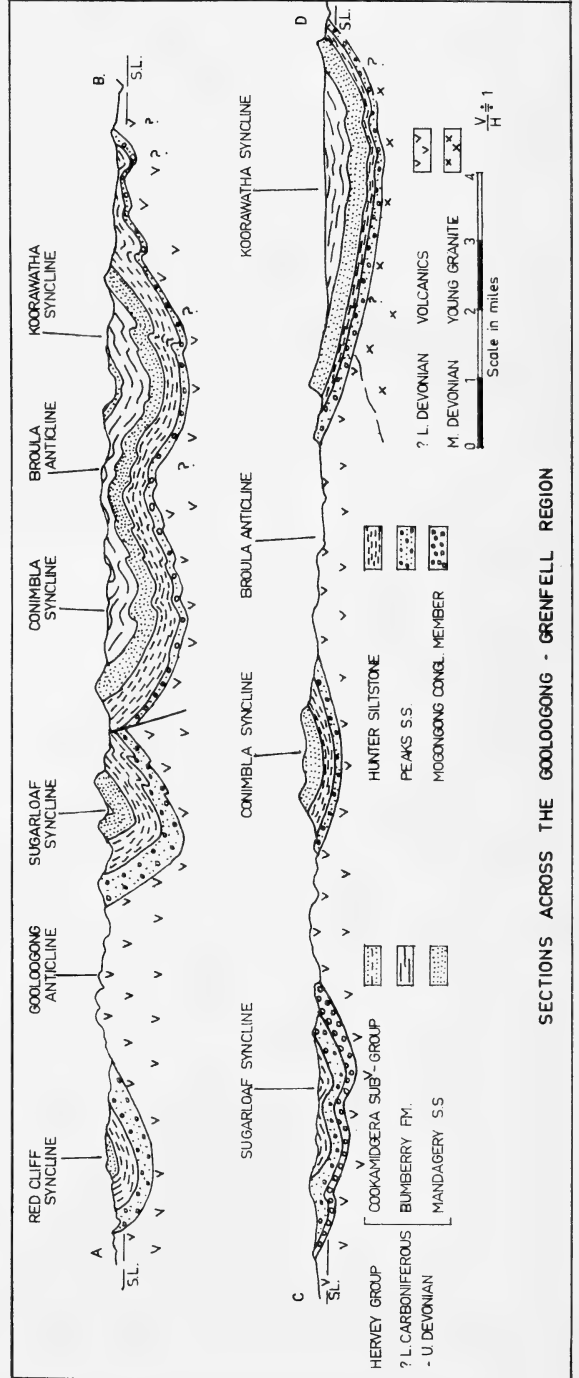 A
S.L.
RED CLIFF
SYNCLINE
GOOLOOGONG
ANTICLINE
SUGARLOAF
SYNCLINE
CONIMBLA
SYNCLINE
BROULA
ANTICLINE
KOORAWATHA
SYNCLINE
B.
S.L.
?
?
?
?
C
S.L.
SUGARLOAF SYNCLINE
CONIMBLA SYNCLINE
BROULA ANTICLINE
KOORAWATHA SYNCLINE
D
S.L.
?
?
HERVEY GROUP
? L. CARBONIFEROUS
- U. DEVONIAN
COOKAMIDGERA SUB-GROUP
BUMBERRY FM.
MANDAGERY S.S
HUNTER SILTSTONE
PEAKS S.S.
MOGONGONG CONGL. MEMBER
? L. DEVONIAN VOLCANICS
M. DEVONIAN YOUNG GRANITE
0 1 2 3 4
Scale in miles
V/H ≑ 1
SECTIONS ACROSS THE GOOLOOGONG - GRENFELL REGION